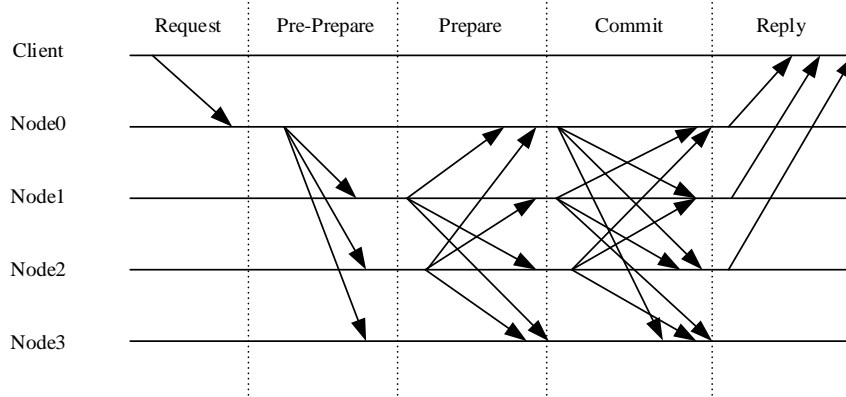 Request Pre-Prepare Prepare Commit Reply
Client
Node0
Node1
Node2
Node3